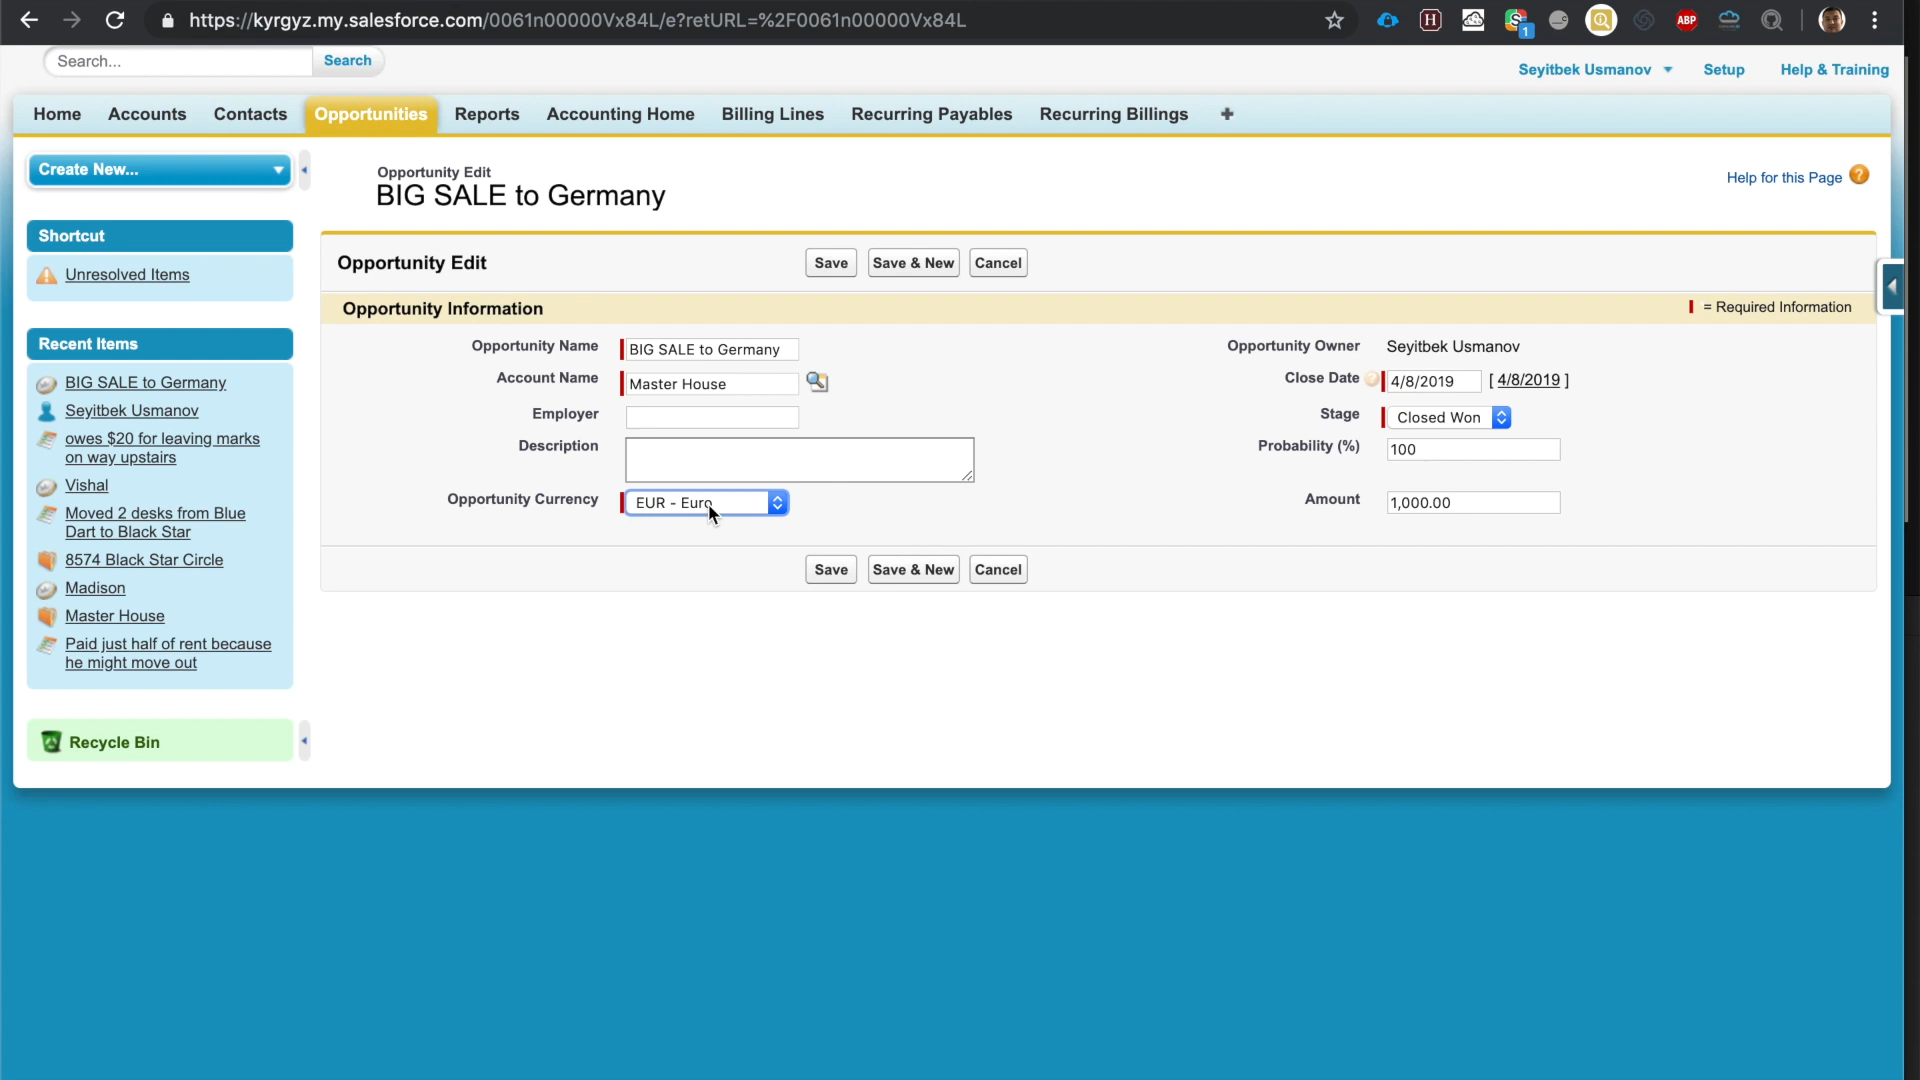 https://kyrgyz.my.salesforce.com/0061n00000Vx84L/e?retURL=%2F0061n00000Vx84L
H
S
1
ABP
Search...
Search
Seyitbek Usmanov
Setup
Help & Training
Home
Accounts
Contacts
Opportunities
Reports
Accounting Home
Billing Lines
Recurring Payables
Recurring Billings
+
Create New...
Shortcut
Unresolved Items
Recent Items
BIG SALE to Germany
Seyitbek Usmanov
owes $20 for leaving marks
on way upstairs
Vishal
Moved 2 desks from Blue
Dart to Black Star
8574 Black Star Circle
Madison
Master House
Paid just half of rent because
he might move out
Recycle Bin
Opportunity Edit
BIG SALE to Germany
Help for this Page ?
Opportunity Edit
Save
Save & New
Cancel
Opportunity Information
= Required Information
Opportunity Name BIG SALE to Germany
Opportunity Owner Seyitbek Usmanov
Account Name Master House
Close Date 4/8/2019 [ 4/8/2019 ]
Employer
Stage Closed Won
Description
Probability (%) 100
Opportunity Currency EUR - Euro
Amount 1,000.00
Save
Save & New
Cancel